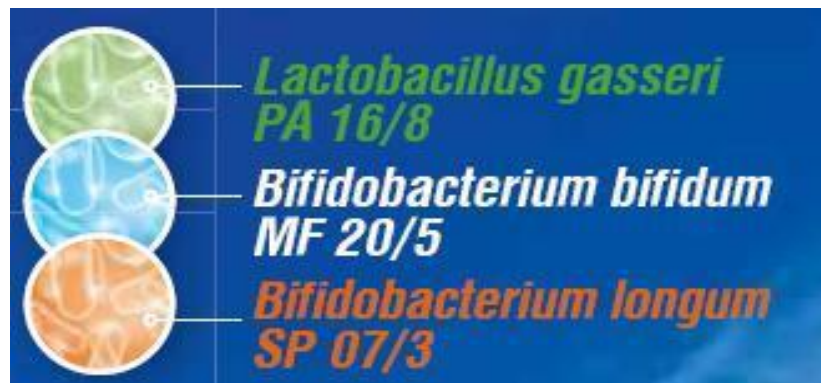 Lactobacillus gasseri
PA 16/8
Bifidobacterium bifidum
MF 20/5
Bifidobacterium longum
SP 07/3